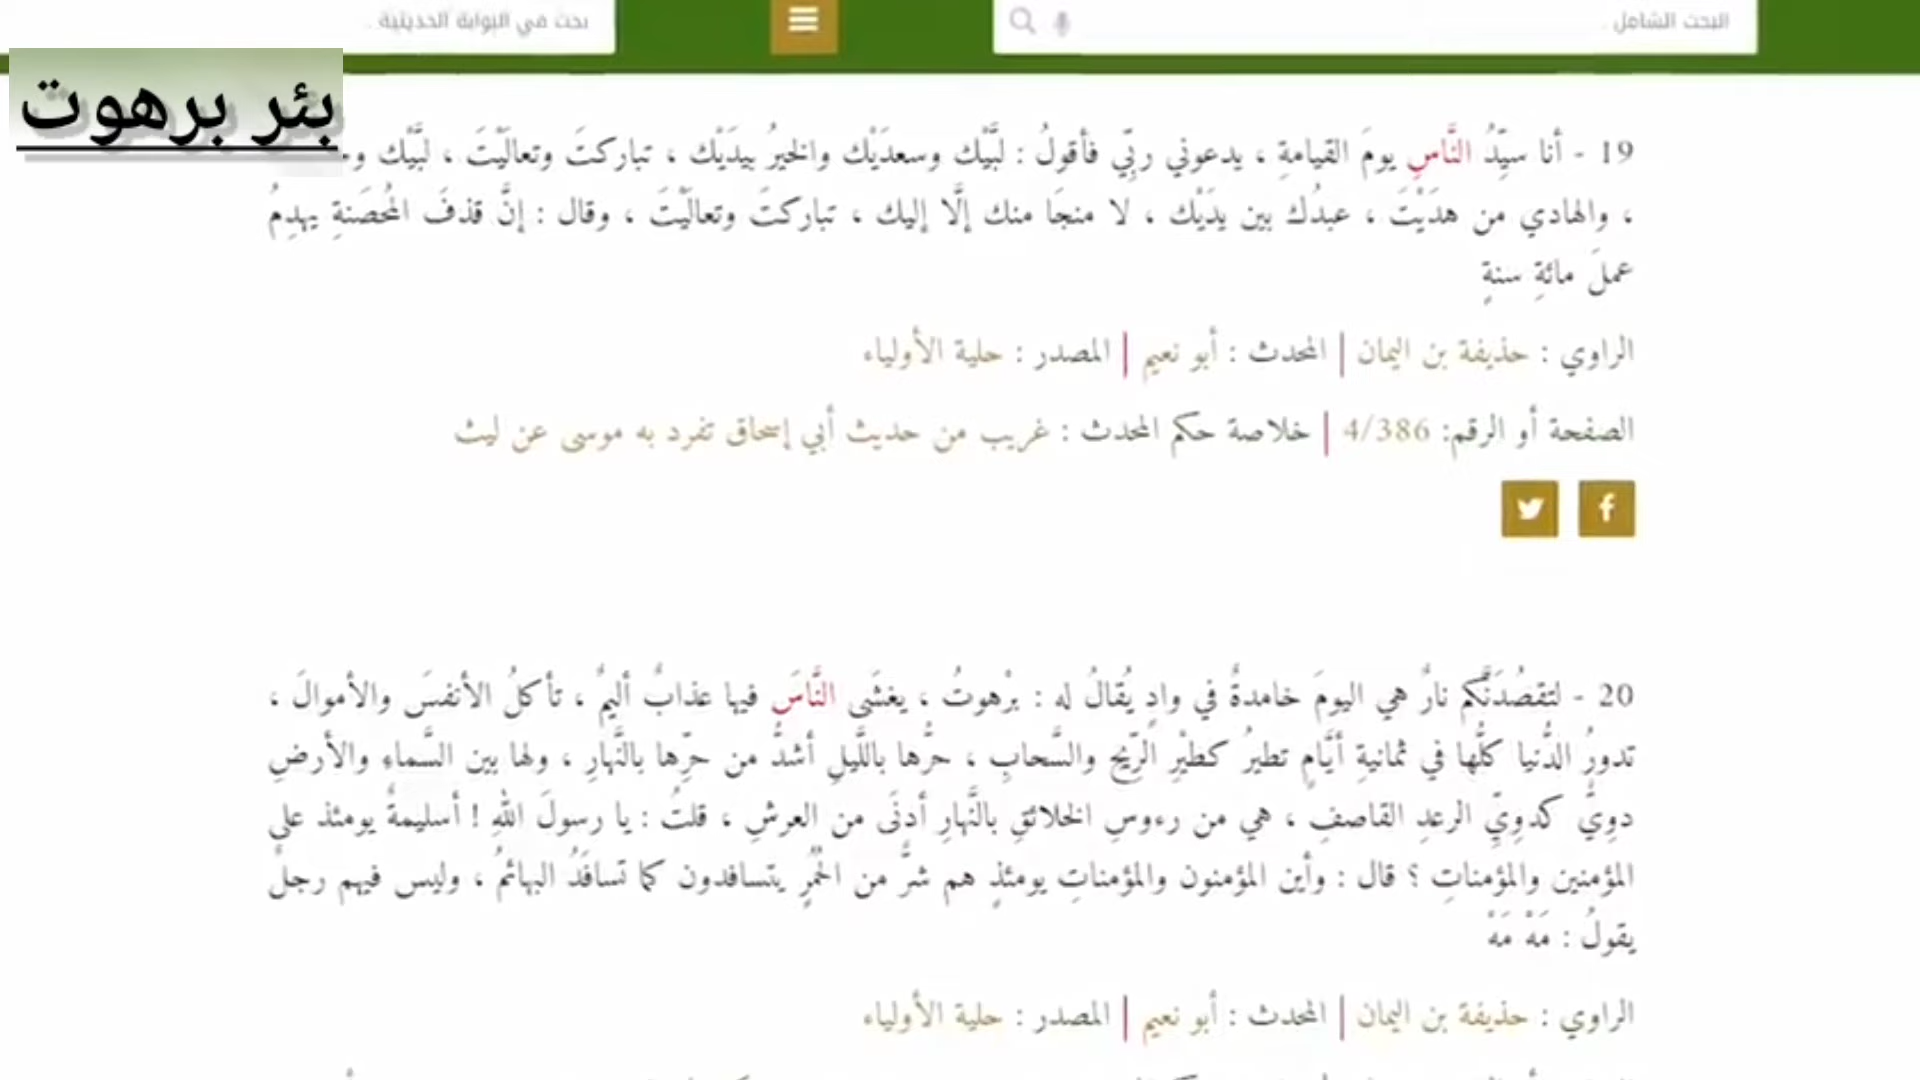 البحث الشامل .
بحث في البوابة الحديثية .
بئر برهوت
19 - أنا سيِّدُ النَّاسِ يومَ القيامةِ ، يدعوني ربِّي فأقولُ : لبَّيْك وسعدَيْك والخيرُ بيدَيْك ، تباركتَ وتعالَيْتَ ، لبَّيْك
، والهادي من هدَيْتَ ، عبدُك بين يدَيْك ، لا منجَا منك إلَّا إليك ، تباركتَ وتعالَيْتَ ، وقال : إنَّ قذفَ المُحصَنةِ يهدِمُ
عملَ مائةِ سنةٍ
الراوي : حذيفة بن اليمان | المحدث : أبو نعيم | المصدر : حلية الأولياء
الصفحة أو الرقم: 4/386 | خلاصة حكم المحدث : غريب من حديث أبي إسحاق تفرد به موسى عن ليث
20 - لتقصُدَنَّكم نارٌ هي اليومَ خامدةٌ في وادٍ يُقالُ له : برْهوتُ ، يغشَى النَّاسَ فيها عذابٌ أليمٌ ، تأكلُ الأنفسَ والأموالَ ،
تدورُ الدُّنيا كلُّها في ثمانيةِ أيَّامٍ تطيرُ كطيْرِ الرِّيحِ والسَّحابِ ، حرُّها باللَّيلِ أشدُّ من حرِّها بالنَّهارِ ، ولها بين السَّماءِ والأرضِ
دوِيٌّ كدوِيِّ الرعدِ القاصفِ ، هي من رءوسِ الخلائقِ بالنَّهارِ أدنَى من العرشِ ، قلتُ : يا رسولَ اللهِ ! أسليمةٌ يومئذ على
المؤمنين والمؤمناتِ ؟ قال : وأين المؤمنون والمؤمناتِ يومئذٍ هم شرٌّ من الحُمُرِ يتسافدون كما تسافَدُ البهائمُ ، وليس فيهم رجلٌ
يقولُ : مَهْ مَهْ
الراوي : حذيفة بن اليمان | المحدث : أبو نعيم | المصدر : حلية الأولياء